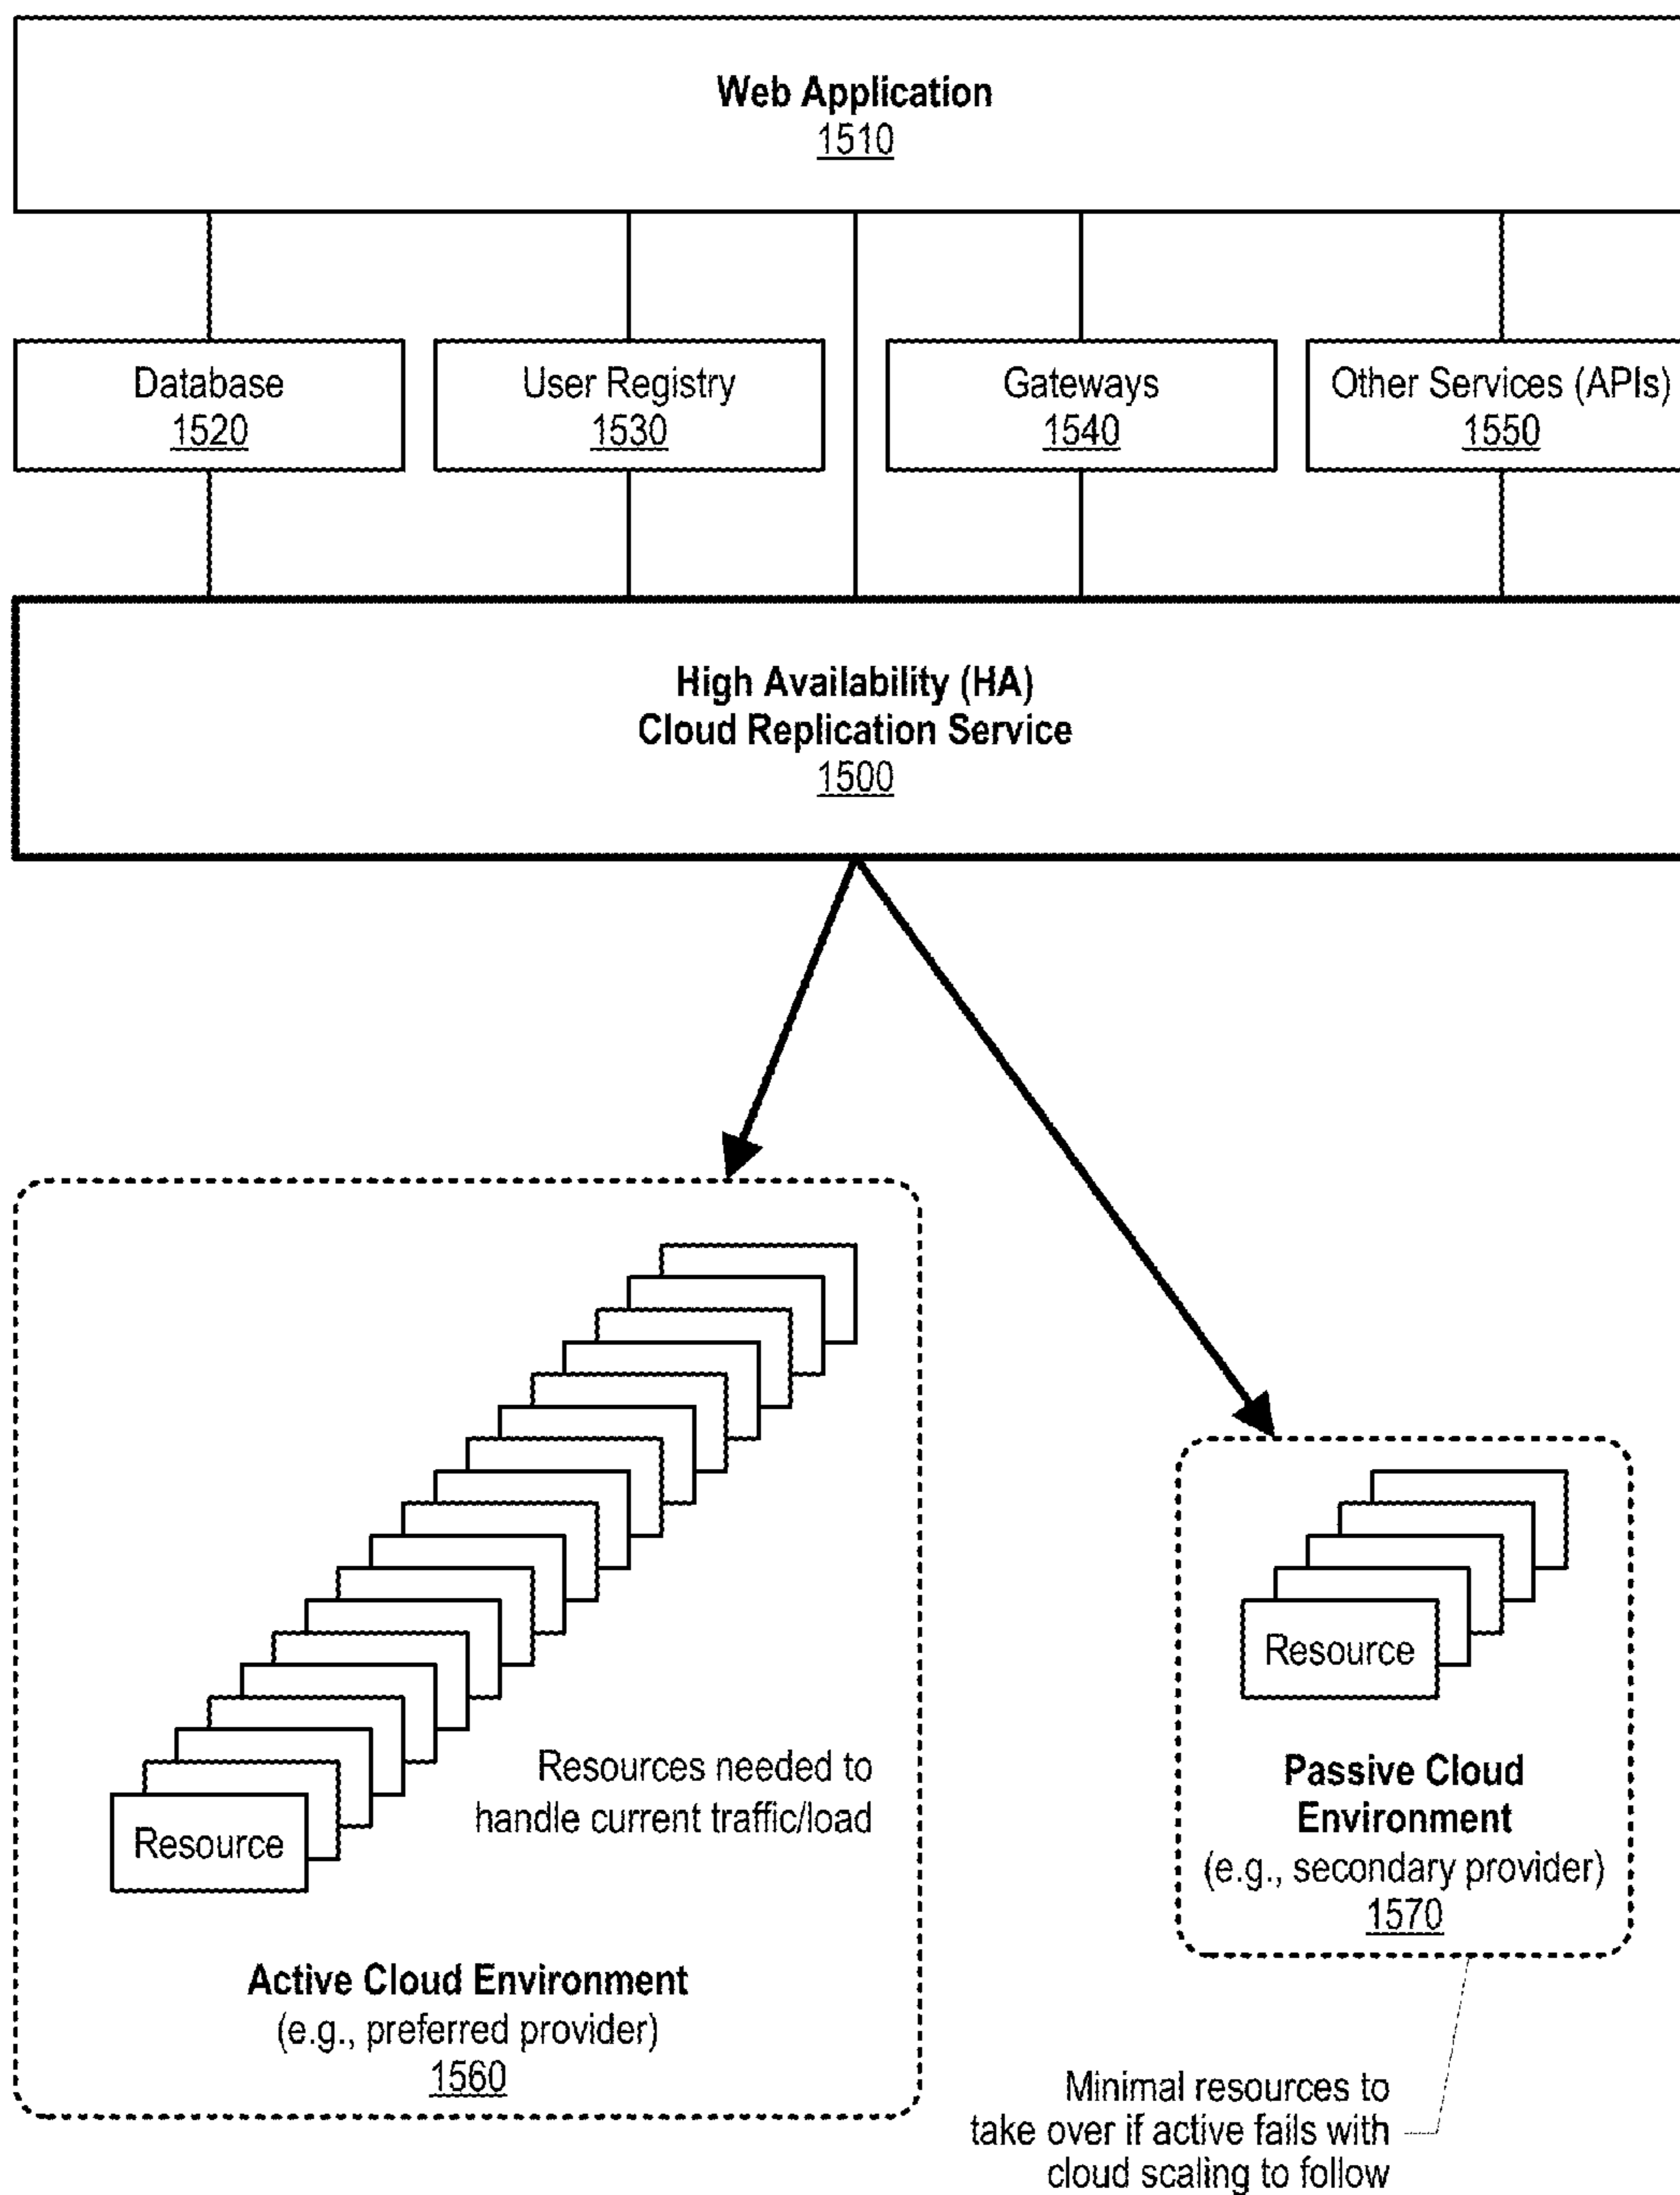 Web Application
1510
Database
1520
User Registry
1530
Gateways
1540
Other Services (APIs)
1550
High Availability (HA)
Cloud Replication Service
1500
Resources needed to
handle current traffic/load
Resource
Active Cloud Environment
(e.g., preferred provider)
1560
Resource
Passive Cloud
Environment
(e.g., secondary provider)
1570
Minimal resources to
take over if active fails with
cloud scaling to follow